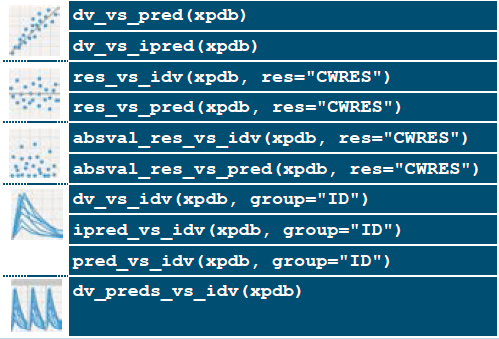 dv_vs_pred(xpdb)
dv_vs_ipred(xpdb)
res_vs_idv(xpdb, res="CWRES")
res_vs_pred(xpdb, res="CWRES")
absval_res_vs_idv(xpdb, res="CWRES")
absval_res_vs_pred(xpdb, res="CWRES")
dv_vs_idv(xpdb, group="ID")
ipred_vs_idv(xpdb, group="ID")
pred_vs_idv(xpdb, group="ID")
dv_preds_vs_idv(xpdb)